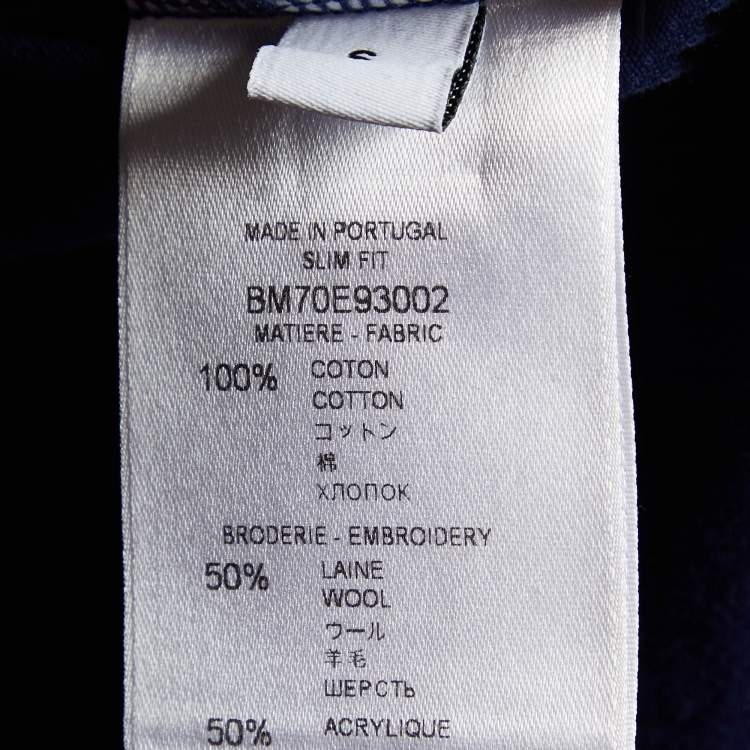 MADE IN PORTUGAL
SLIM FIT
BM70E93002
MATIERE - FABRIC
100% COTON
COTTON
コットン
棉
ХЛОПОК
BRODERIE - EMBROIDERY
50% LAINE
WOOL
ウール
羊毛
ШЕРСТЬ
50% ACRYLIQUE